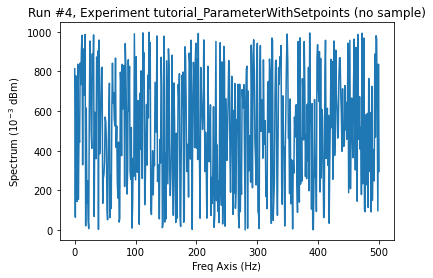 Run #4, Experiment tutorial_ParameterWithSetpoints (no sample)
1000
800
600
400
200
0
Spectrum (10⁻³ dBm)
0 100 200 300 400 500
Freq Axis (Hz)